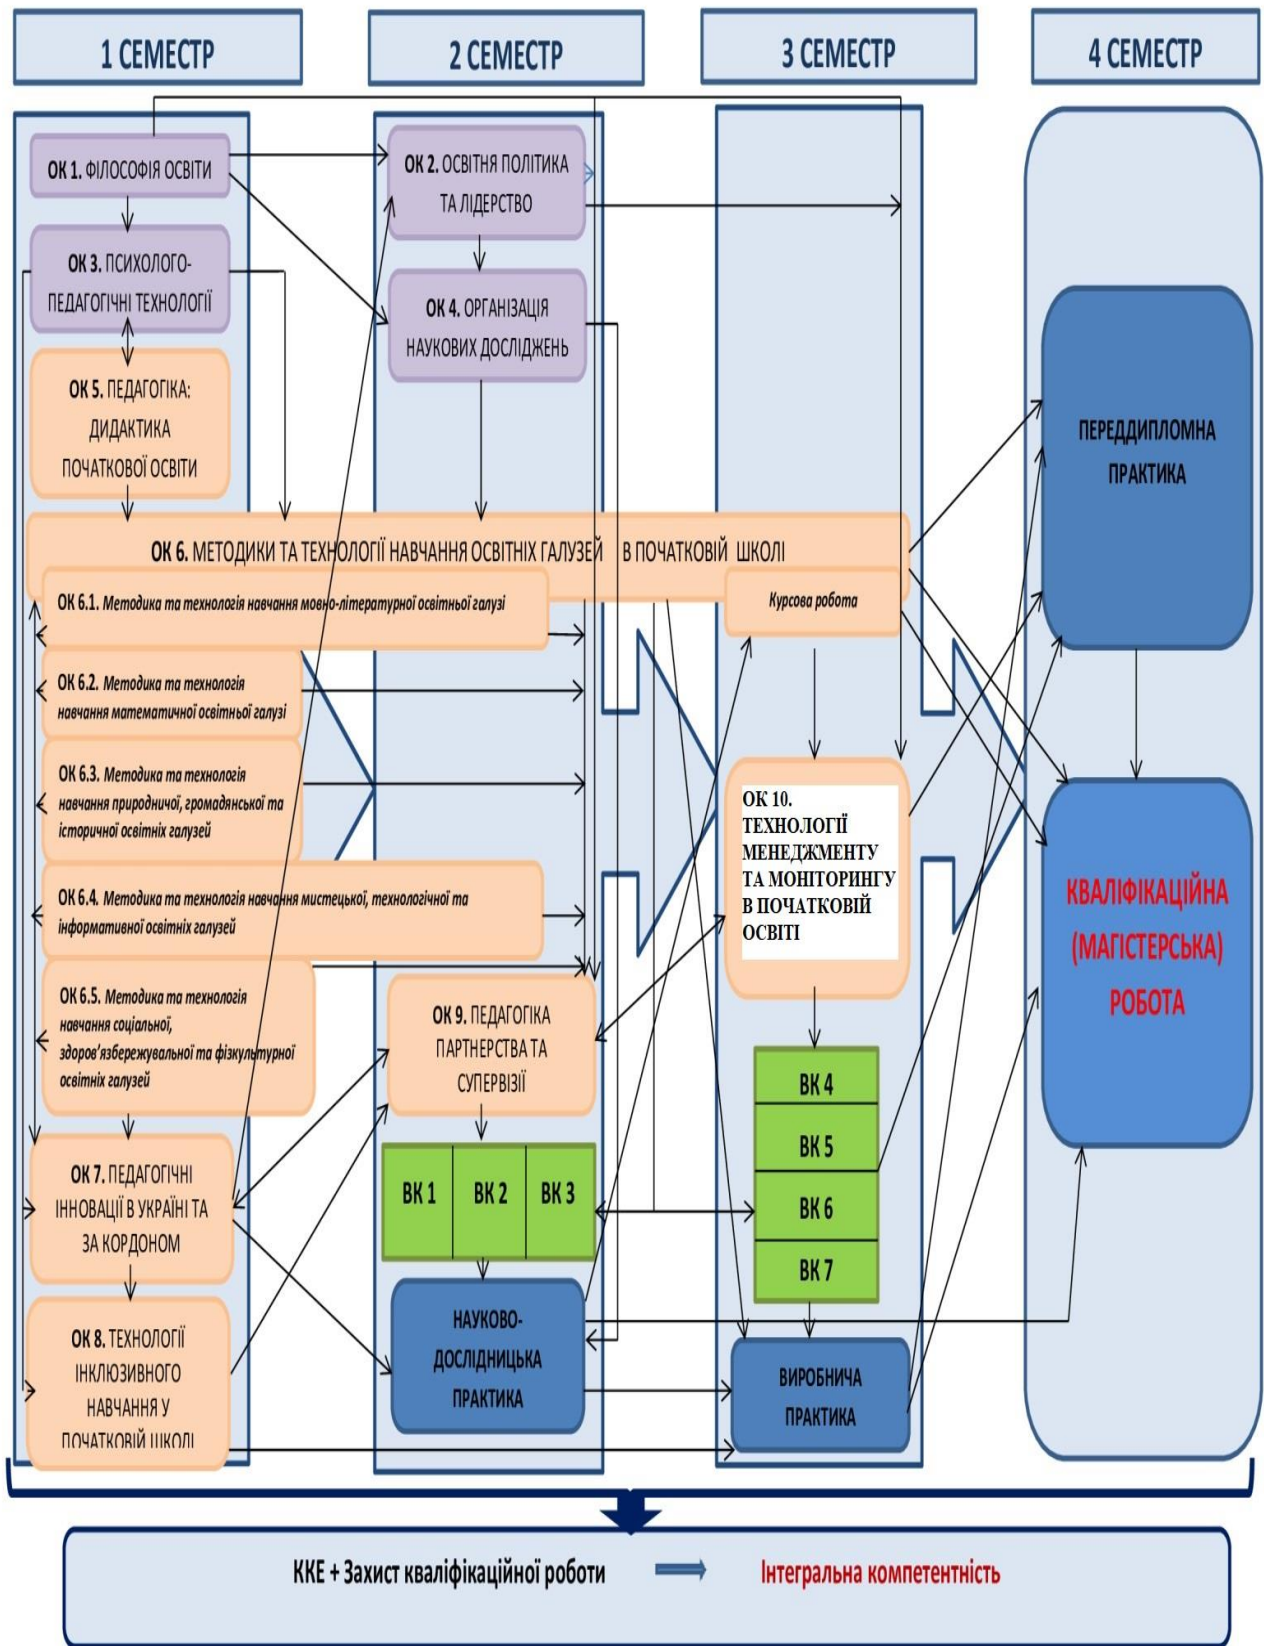 1 СЕМЕСТР
2 СЕМЕСТР
3 СЕМЕСТР
4 СЕМЕСТР
ОК 1. ФІЛОСОФІЯ ОСВІТИ
ОК 3. ПСИХОЛОГО-
ПЕДАГОГІЧНІ ТЕХНОЛОГІЇ
ОК 5. ПЕДАГОГІКА:
ДИДАКТИКА
ПОЧАТКОВОЇ ОСВІТИ
ОК 2. ОСВІТНЯ ПОЛІТИКА
ТА ЛІДЕРСТВО
ОК 4. ОРГАНІЗАЦІЯ
НАУКОВИХ ДОСЛІДЖЕНЬ
ОК 6. МЕТОДИКИ ТА ТЕХНОЛОГІЇ НАВЧАННЯ ОСВІТНІХ ГАЛУЗЕЙ В ПОЧАТКОВІЙ ШКОЛІ
ОК 6.1. Методика та технологія навчання мовно-літературної освітньої галузі
Курсова робота
ОК 6.2. Методика та технологія
навчання математичної освітньої галузі
ОК 6.3. Методика та технологія
навчання природничої, громадянської та
історичної освітніх галузей
ОК 6.4. Методика та технологія навчання мистецької, технологічної та
інформативної освітніх галузей
ОК 6.5. Методика та технологія
навчання соціальної,
здоров'язбережувальної та фізкультурної
освітніх галузей
ОК 7. ПЕДАГОГІЧНІ
ІННОВАЦІЇ В УКРАЇНІ ТА
ЗА КОРДОНОМ
ОК 8. ТЕХНОЛОГІЇ
ІНКЛЮЗИВНОГО
НАВЧАННЯ У
ПОЧАТКОВІЙ ШКОЛІ
ОК 9. ПЕДАГОГІКА
ПАРТНЕРСТВА ТА
СУПЕРВІЗІЇ
ВК 1
ВК 2
ВК 3
НАУКОВО-
ДОСЛІДНИЦЬКА
ПРАКТИКА
ОК 10.
ТЕХНОЛОГІЇ
МЕНЕДЖМЕНТУ
ТА МОНІТОРИНГУ
В ПОЧАТКОВІЙ
ОСВІТІ
ВК 4
ВК 5
ВК 6
ВК 7
ВИРОБНИЧА
ПРАКТИКА
ПЕРЕДДИПЛОМНА
ПРАКТИКА
КВАЛІФІКАЦІЙНА
(МАГІСТЕРСЬКА)
РОБОТА
ККЕ + Захист кваліфікаційної роботи
Інтегральна компетентність